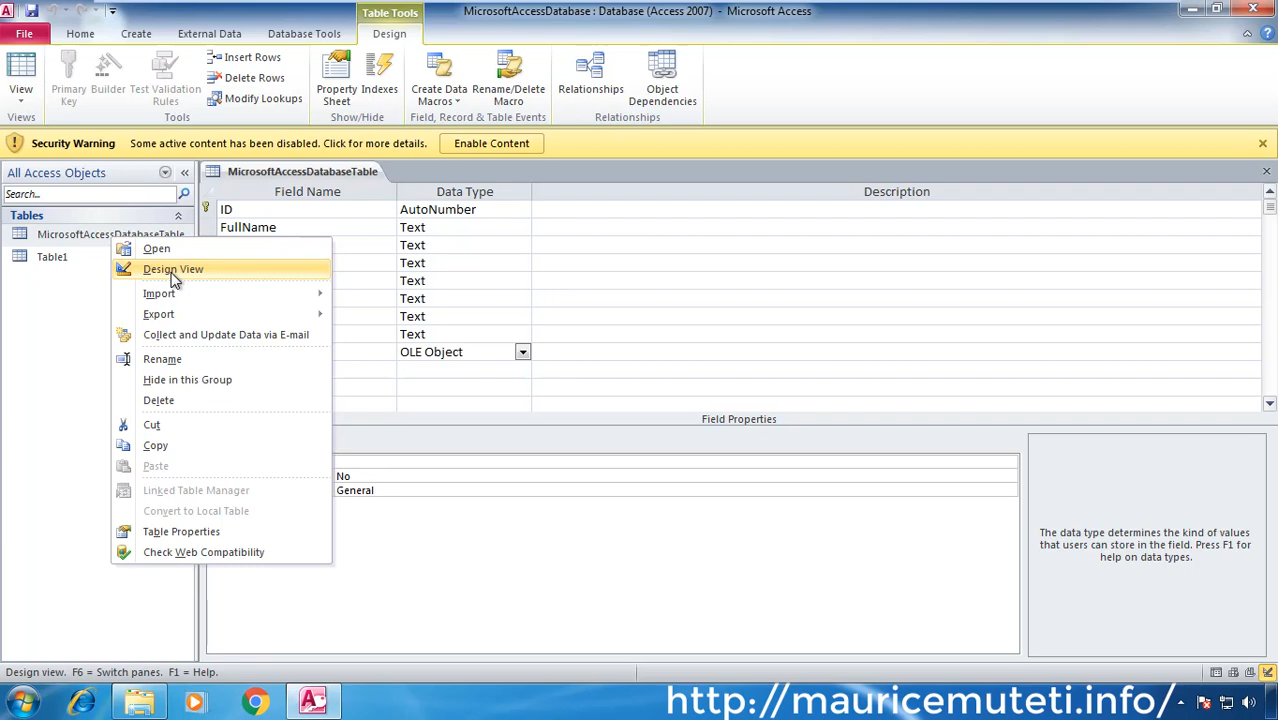 Table Tools
MicrosoftAccessDatabase : Database (Access 2007) - Microsoft Access
File Home Create External Data Database Tools Design
View
Primary Key
Builder
Test Validation Rules
Insert Rows
Delete Rows
Modify Lookups
Property Sheet
Indexes
Create Data Macros
Rename/Delete Macro
Relationships
Object Dependencies
Views Tools Show/Hide Field, Record & Table Events Relationships
Security Warning Some active content has been disabled. Click for more details. Enable Content
All Access Objects
Search...
Tables
MicrosoftAccessDatabaseTable
Table1
MicrosoftAccessDatabaseTable
Field Name Data Type Description
ID AutoNumber
FullName Text
Text
Text
Text
Text
Text
Text
OLE Object
Open
Design View
Import
Export
Collect and Update Data via E-mail
Rename
Hide in this Group
Delete
Cut
Copy
Paste
Linked Table Manager
Convert to Local Table
Table Properties
Check Web Compatibility
Field Properties
No
General
The data type determines the kind of values
that users can store in the field. Press F1 for
help on data types.
Design view. F6 = Switch panes. F1 = Help.
http://mauricemuteti.info/